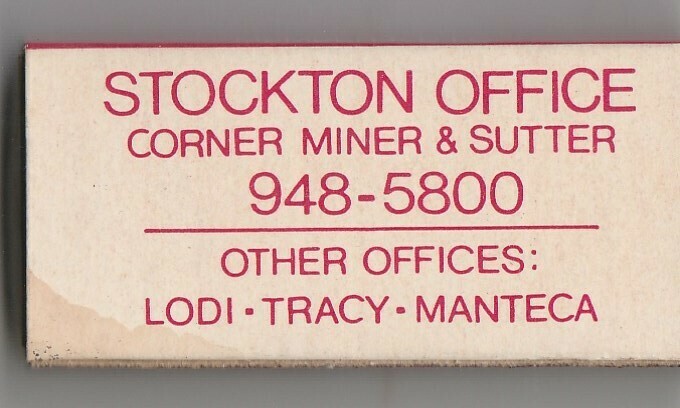 STOCKTON OFFICE
CORNER MINER & SUTTER
948-5800
OTHER OFFICES:
LODI · TRACY · MANTECA